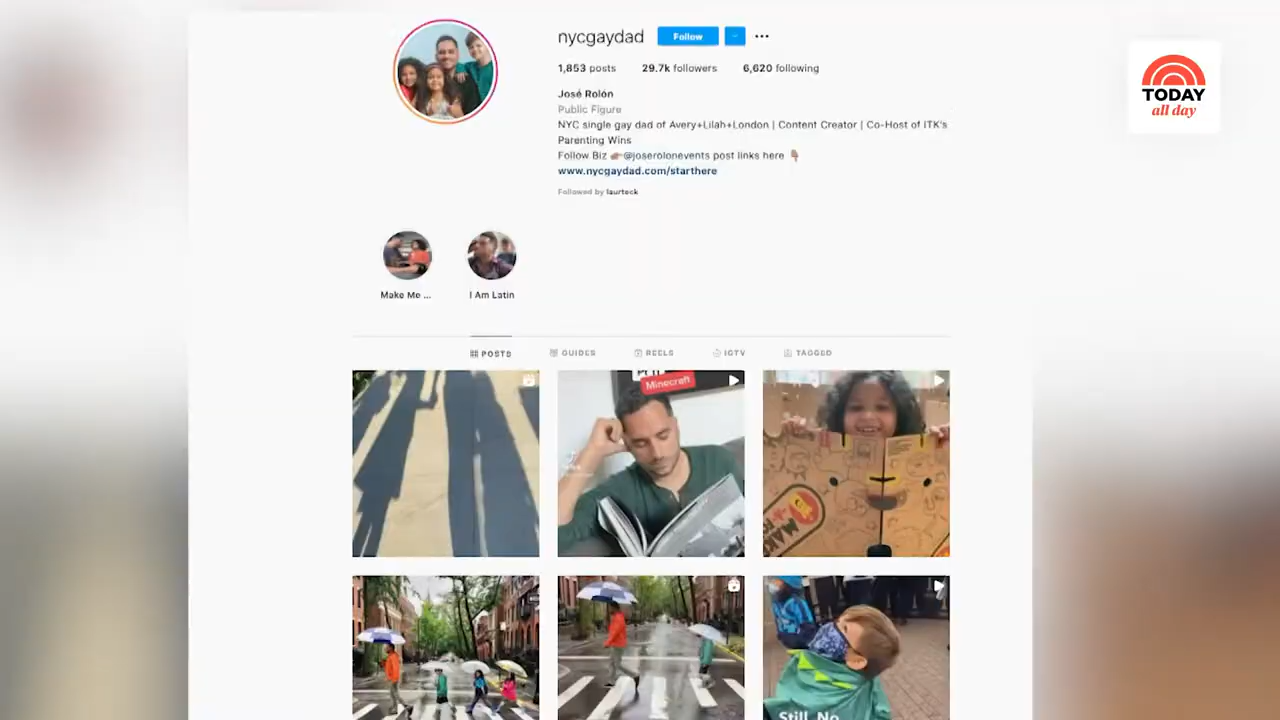 nycgaydad Follow
1,853 posts 29.7k followers 6,620 following
José Rolón
Public Figure
NYC single gay dad of Avery+Lilah+London | Content Creator | Co-Host of ITK's
Parenting Wins
Follow Biz @joserolonevents post links here
www.nycgaydad.com/starthere
Followed by laurteck
TODAY
all day
Make Me ... I Am Latin
POSTS GUIDES REELS IGTV TAGGED
Minecraft
Still. No